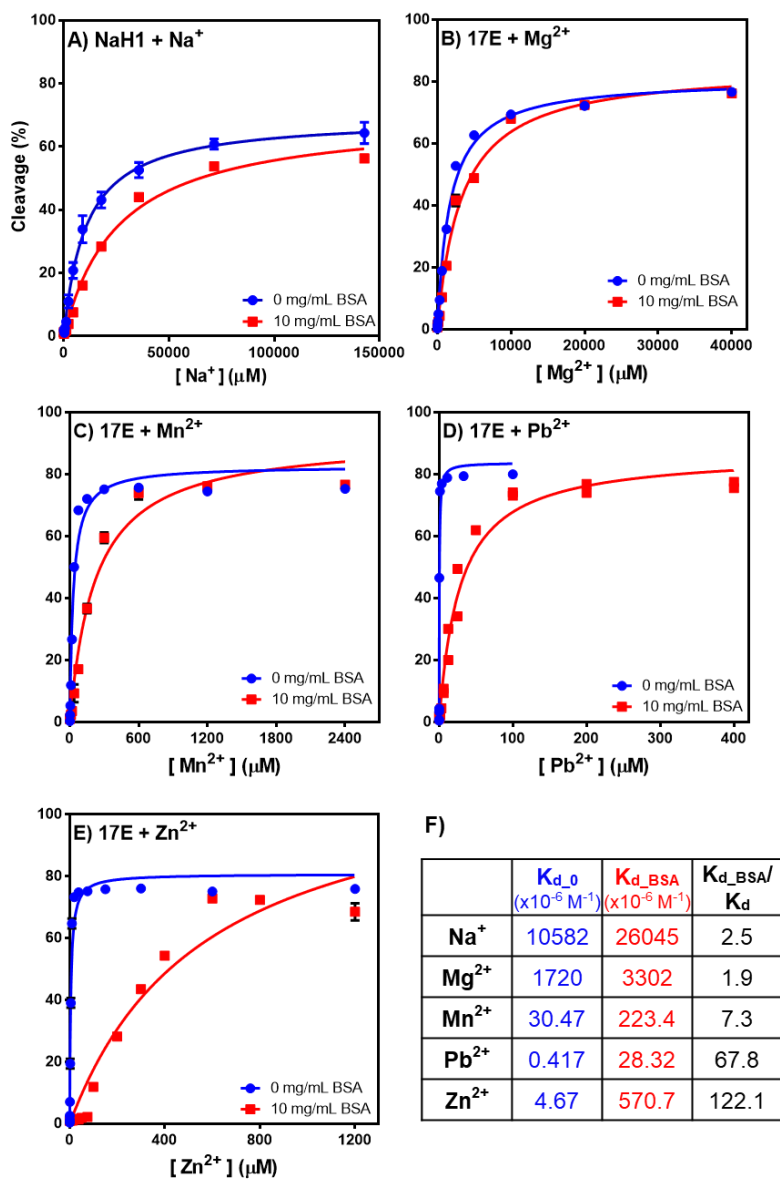 A) NaH1 + Na⁺
Cleavage (%)
100
80
60
40
20
0
0 mg/mL BSA
10 mg/mL BSA
0 50000 100000 150000
[ Na⁺ ] (μM)
B) 17E + Mg²⁺
100
80
60
40
20
0
0 mg/mL BSA
10 mg/mL BSA
0 10000 20000 30000 40000
[ Mg²⁺ ] (μM)
C) 17E + Mn²⁺
100
80
60
40
20
0
0 mg/mL BSA
10 mg/mL BSA
0 600 1200 1800 2400
[ Mn²⁺ ] (μM)
D) 17E + Pb²⁺
100
80
60
40
20
0
0 mg/mL BSA
10 mg/mL BSA
0 100 200 300 400
[ Pb²⁺ ] (μM)
E) 17E + Zn²⁺
100
80
60
40
20
0
0 mg/mL BSA
10 mg/mL BSA
0 400 800 1200
[ Zn²⁺ ] (μM)
F)
K_d_0 K_d_BSA K_d_BSA/
(x10⁻⁶ M⁻¹) (x10⁻⁶ M⁻¹) K_d
Na⁺ 10582 26045 2.5
Mg²⁺ 1720 3302 1.9
Mn²⁺ 30.47 223.4 7.3
Pb²⁺ 0.417 28.32 67.8
Zn²⁺ 4.67 570.7 122.1